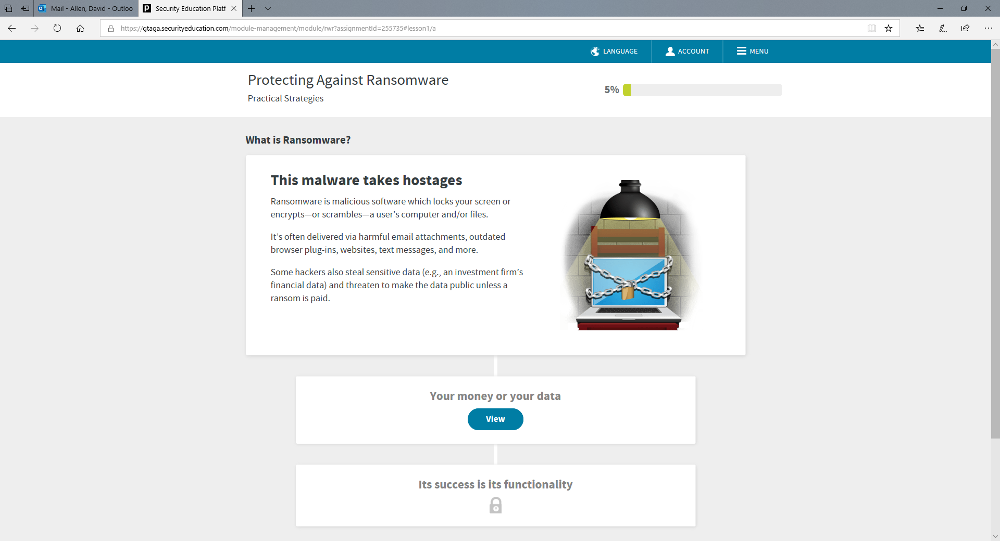 Mail - Allen, David - Outloo
Security Education Platf
https://gtaga.securityeducation.com/module-management/module/rwr?assignmentId=255735#lesson1/a
LANGUAGE
ACCOUNT
MENU
Protecting Against Ransomware
Practical Strategies
5%
What is Ransomware?
This malware takes hostages
Ransomware is malicious software which locks your screen or
encrypts—or scrambles—a user’s computer and/or files.
It’s often delivered via harmful email attachments, outdated
browser plug-ins, websites, text messages, and more.
Some hackers also steal sensitive data (e.g., an investment firm’s
financial data) and threaten to make the data public unless a
ransom is paid.
Your money or your data
View
Its success is its functionality